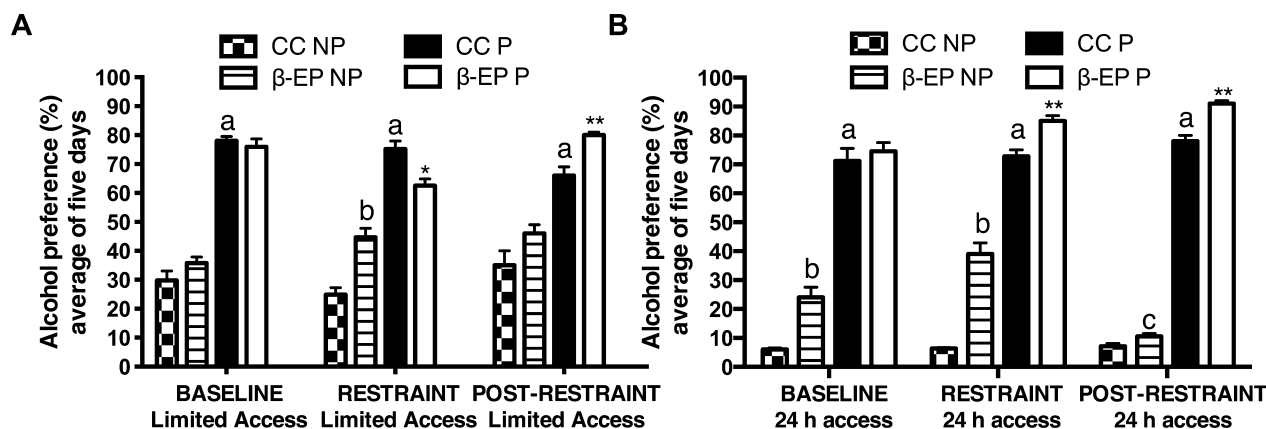 A
CC NP
CC P
β-EP NP
β-EP P
Alcohol preference (%)
average of five days
100
90
80
70
60
50
40
30
20
10
0
a
a
b
*
a
**
BASELINE
Limited Access
RESTRAINT
Limited Access
POST-RESTRAINT
Limited Access
B
CC NP
CC P
β-EP NP
β-EP P
Alcohol preference (%)
average of five days
100
90
80
70
60
50
40
30
20
10
0
b
a
b
a
**
c
a
**
BASELINE
24 h access
RESTRAINT
24 h access
POST-RESTRAINT
24 h access